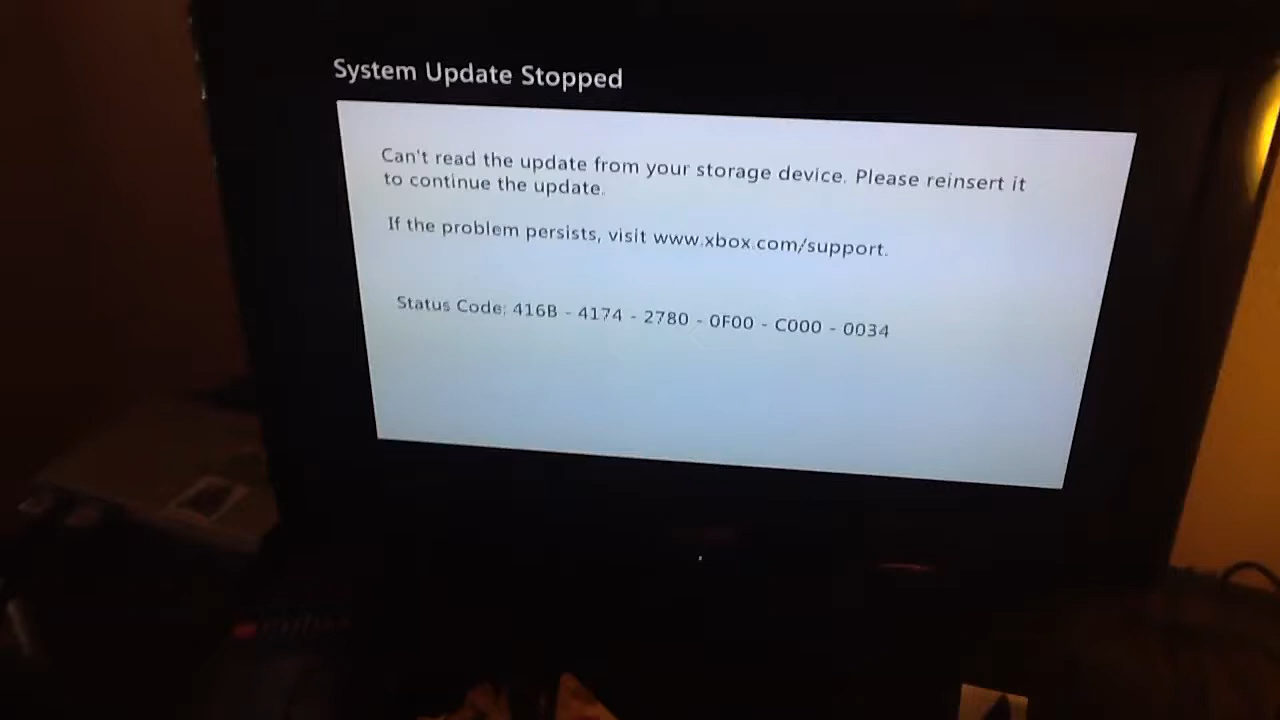 System Update Stopped
Can't read the update from your storage device. Please reinsert it
to continue the update.
If the problem persists, visit www.xbox.com/support.
Status Code: 416B - 4174 - 2780 - 0F00 - C000 - 0034